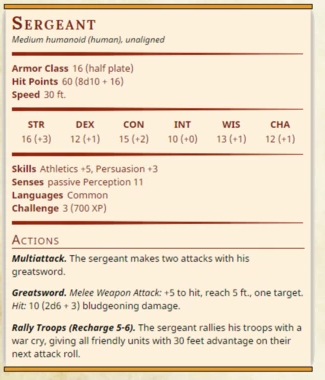 Sergeant
Medium humanoid (human), unaligned
Armor Class 16 (half plate)
Hit Points 60 (8d10 + 16)
Speed 30 ft.
STR DEX CON INT WIS CHA
16 (+3) 12 (+1) 15 (+2) 10 (+0) 13 (+1) 12 (+1)
Skills Athletics +5, Persuasion +3
Senses passive Perception 11
Languages Common
Challenge 3 (700 XP)
Actions
Multiattack. The sergeant makes two attacks with his
greatsword.
Greatsword. Melee Weapon Attack: +5 to hit, reach 5 ft., one target.
Hit: 10 (2d6 + 3) bludgeoning damage.
Rally Troops (Recharge 5-6). The sergeant rallies his troops with a
war cry, giving all friendly units with 30 feet advantage on their
next attack roll.